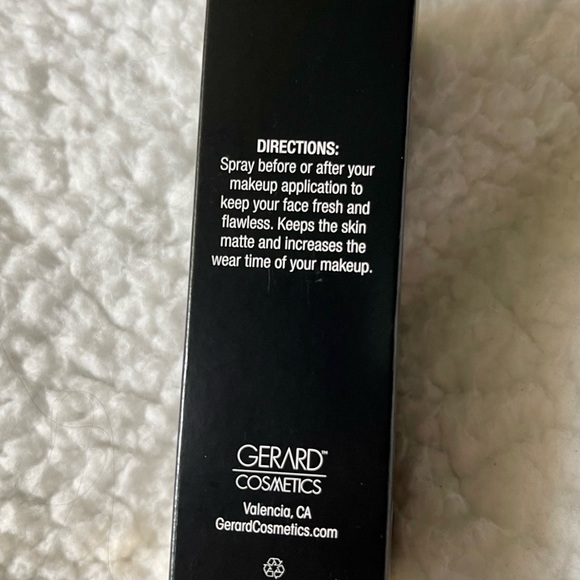 DIRECTIONS:
Spray before or after your
makeup application to
keep your face fresh and
flawless. Keeps the skin
matte and increases the
wear time of your makeup.
GERARD™
COSMETICS
Valencia, CA
GerardCosmetics.com